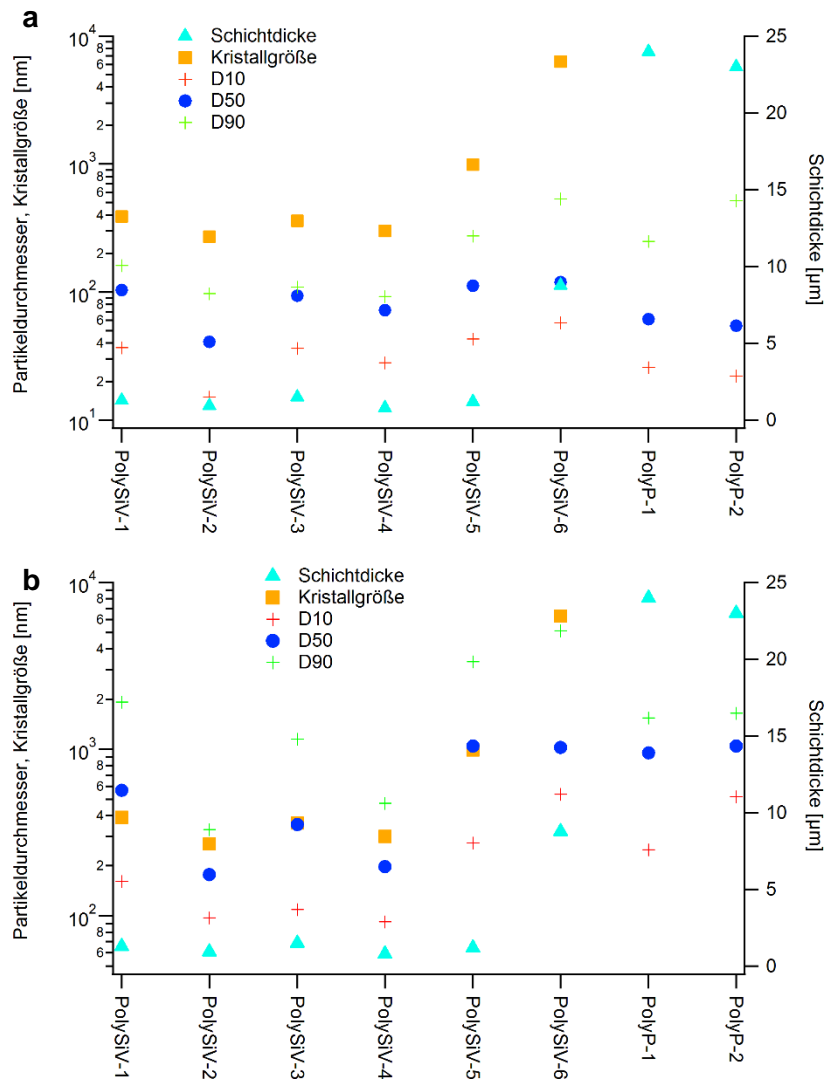 a
Schichtdicke
Kristallgröße
D10
D50
D90
Partikeldurchmesser, Kristallgröße [nm]
10⁴
8
6
4
2
10³
8
6
4
2
10²
8
6
4
2
10¹
25
20
15
10
5
0
Schichtdicke [µm]
PolySiV-1
PolySiV-2
PolySiV-3
PolySiV-4
PolySiV-5
PolySiV-6
PolyP-1
PolyP-2
b
Schichtdicke
Kristallgröße
D10
D50
D90
Partikeldurchmesser, Kristallgröße [nm]
10⁴
8
6
4
2
10³
8
6
4
2
10²
8
6
25
20
15
10
5
0
Schichtdicke [µm]
PolySiV-1
PolySiV-2
PolySiV-3
PolySiV-4
PolySiV-5
PolySiV-6
PolyP-1
PolyP-2